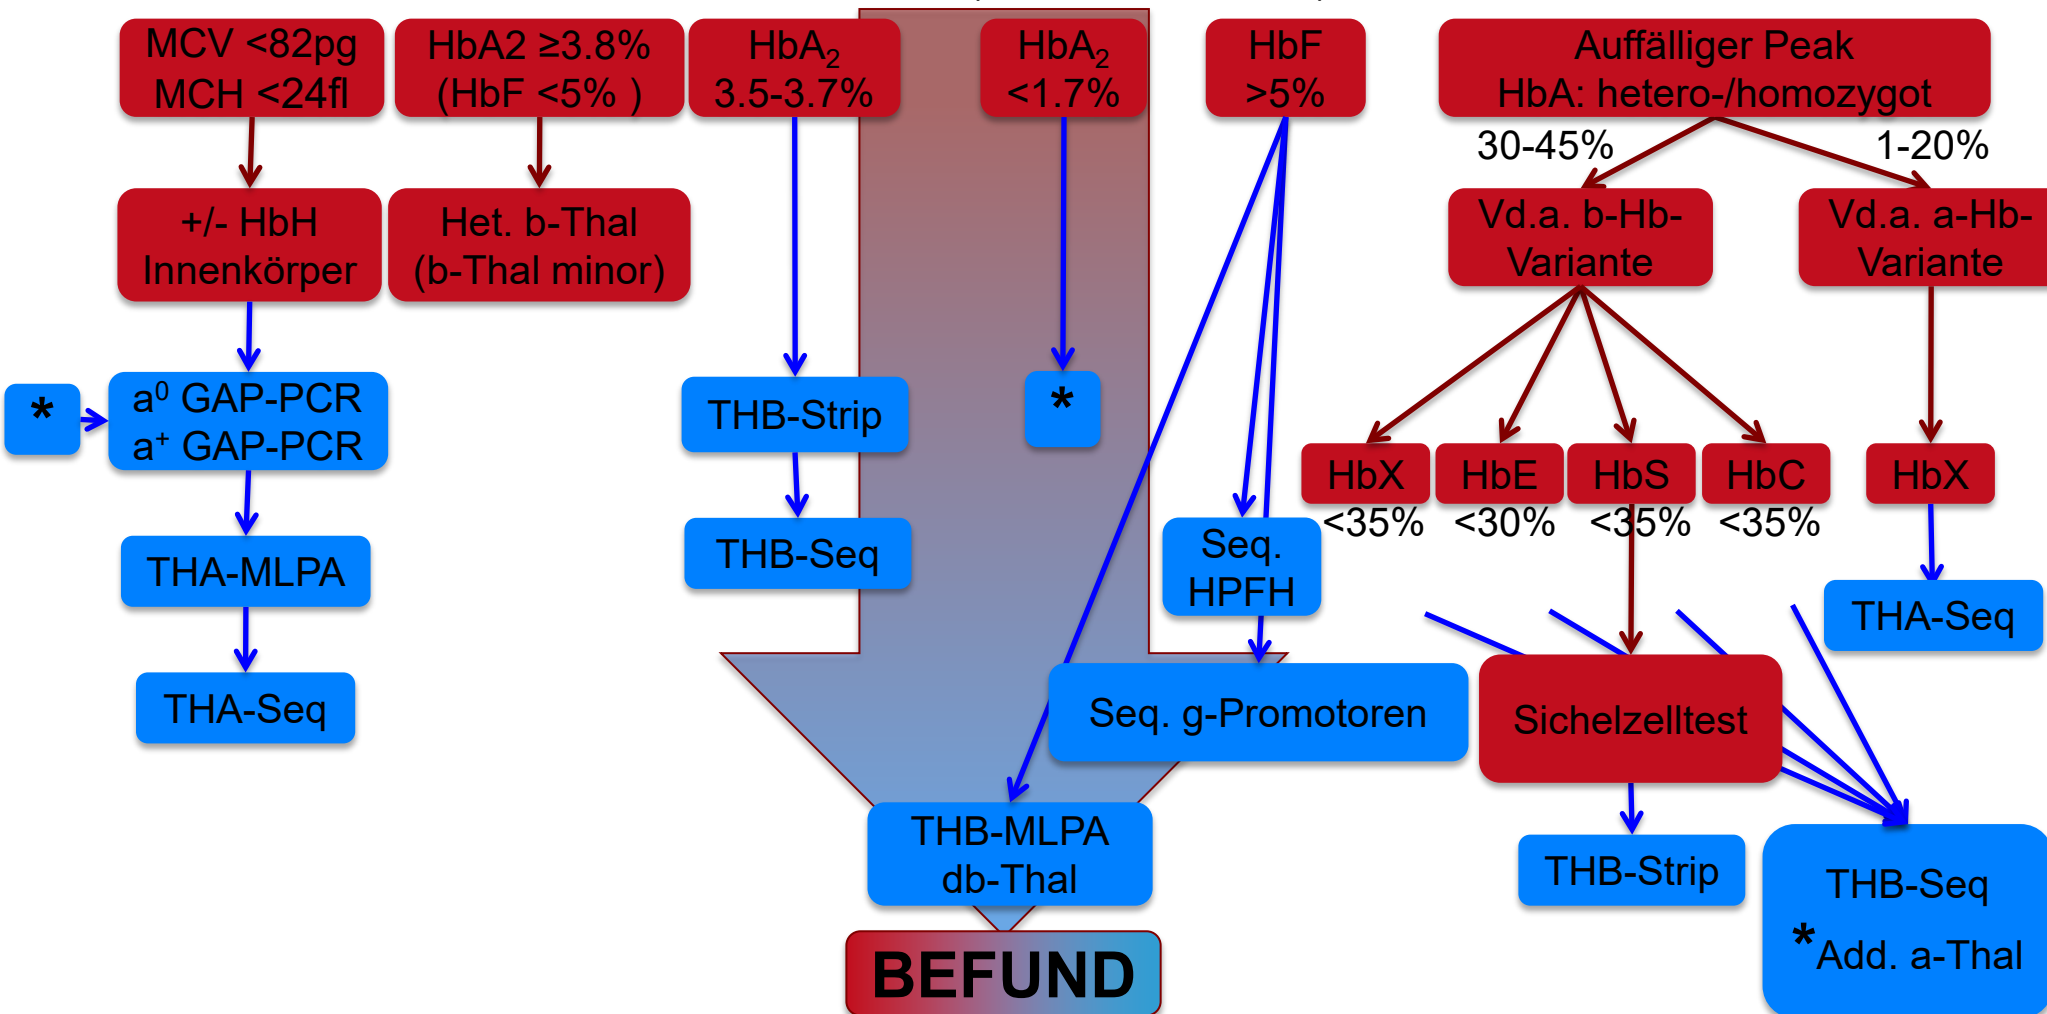 MCV <82pg
MCH <24fl
HbA2 ≥3.8%
(HbF <5% )
HbA₂
3.5-3.7%
HbA₂
<1.7%
HbF
>5%
Auffälliger Peak
HbA: hetero-/homozygot
30-45%
1-20%
+/- HbH
Innenkörper
Het. b-Thal
(b-Thal minor)
Vd.a. b-Hb-
Variante
Vd.a. a-Hb-
Variante
*
a⁰ GAP-PCR
a⁺ GAP-PCR
THB-Strip
*
HbX
HbE
HbS
HbC
HbX
<35%
<30%
<35%
<35%
THA-MLPA
THB-Seq
Seq.
HPFH
THA-Seq
THA-Seq
Seq. g-Promotoren
Sichelzelltest
THB-MLPA
db-Thal
THB-Strip
THB-Seq
*Add. a-Thal
BEFUND